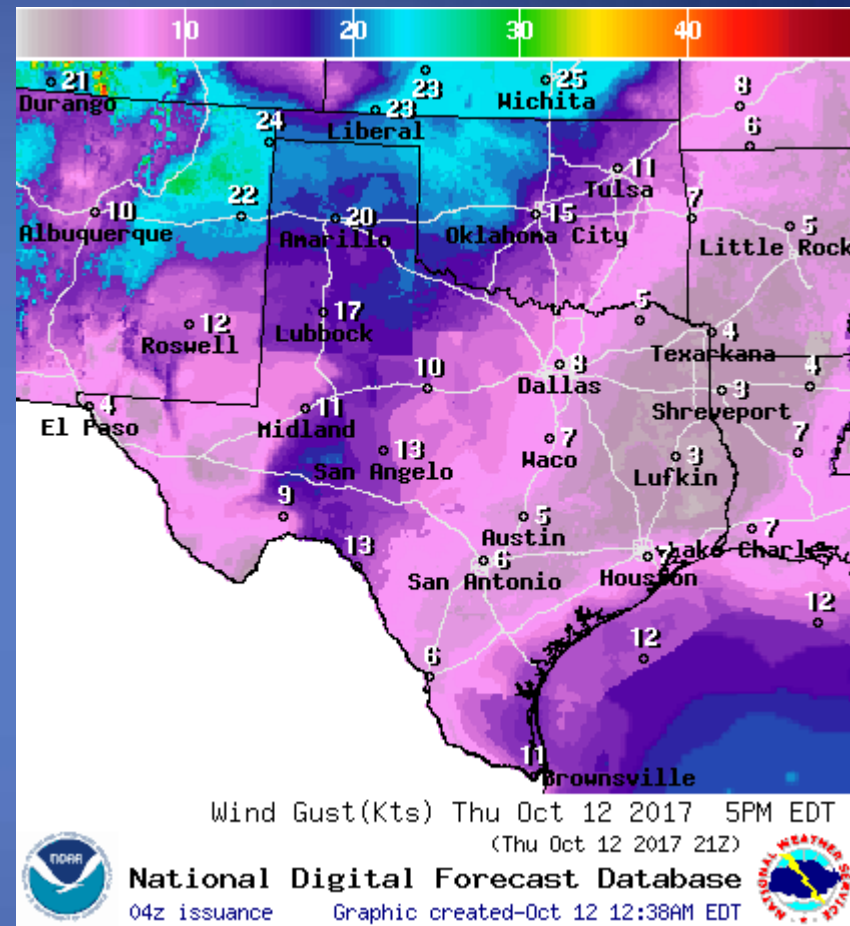 10 20 30 40
21 23 25
Durango Wichita 8
24 Liberal 23 6
11
Tulsa
10 22 20 15 7 5
Albuquerque Amarillo Oklahoma City Little Rock
12 17 5 4
Roswell Lubbock Texarkana
10 8 4
Dallas 3
4 11 Shreveport
El Paso Midland
13 7 3 7
San Angelo Waco Lufkin
9 5 7
Austin
13 6 Lake Charles
San Antonio Houston
12
12
6
11
Brownsville
Wind Gust(Kts) Thu Oct 12 2017 5PM EDT
(Thu Oct 12 2017 21Z)
NOAA National Digital Forecast Database
04z issuance Graphic created-Oct 12 12:38AM EDT
NATIONAL WEATHER SERVICE